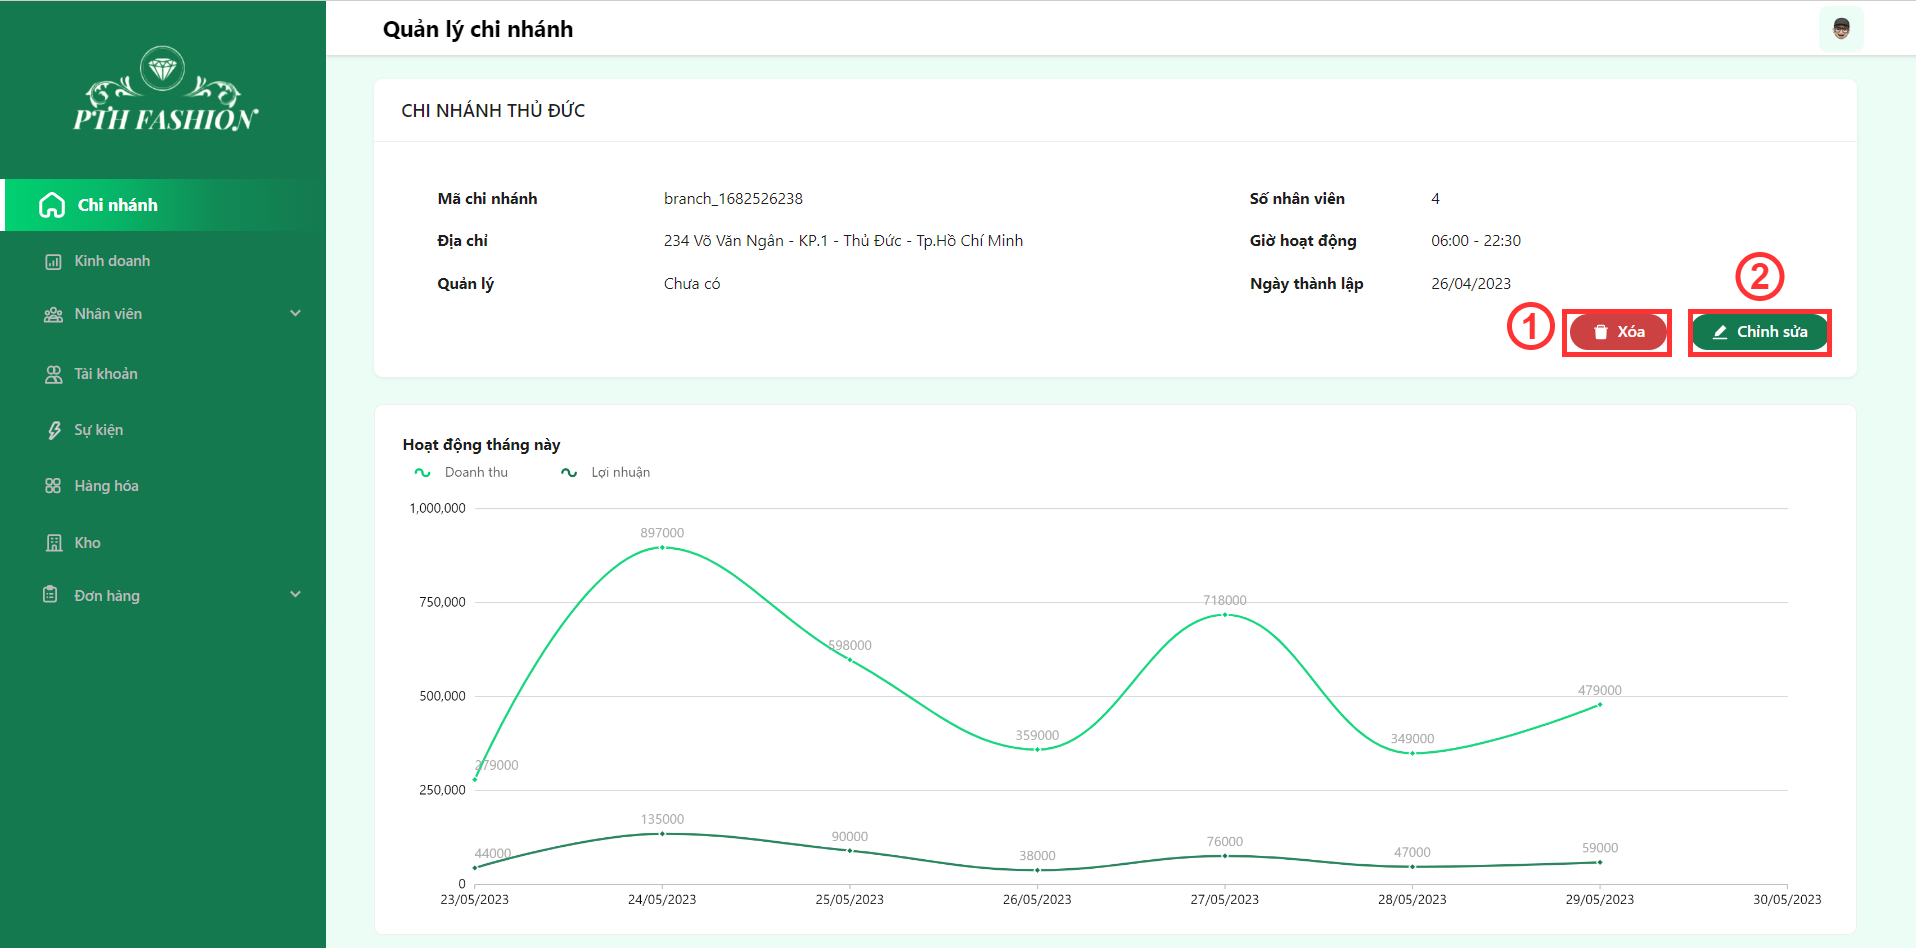 PTH FASHION
Chi nhánh
Kinh doanh
Nhân viên
Tài khoản
Sự kiện
Hàng hóa
Kho
Đơn hàng
Quản lý chi nhánh
CHI NHÁNH THỦ ĐỨC
Mã chi nhánh branch_1682526238 Số nhân viên 4
Địa chỉ 234 Võ Văn Ngân - KP.1 - Thủ Đức - Tp.Hồ Chí Minh Giờ hoạt động 06:00 - 22:30
Quản lý Chưa có Ngày thành lập 26/04/2023
1 Xóa 2 Chỉnh sửa
Hoạt động tháng này
Doanh thu Lợi nhuận
1,000,000
897000
750,000
718000
598000
500,000
479000
359000
349000
279000
250,000
135000
90000
76000
44000
38000
47000
59000
0
23/05/2023 24/05/2023 25/05/2023 26/05/2023 27/05/2023 28/05/2023 29/05/2023 30/05/2023